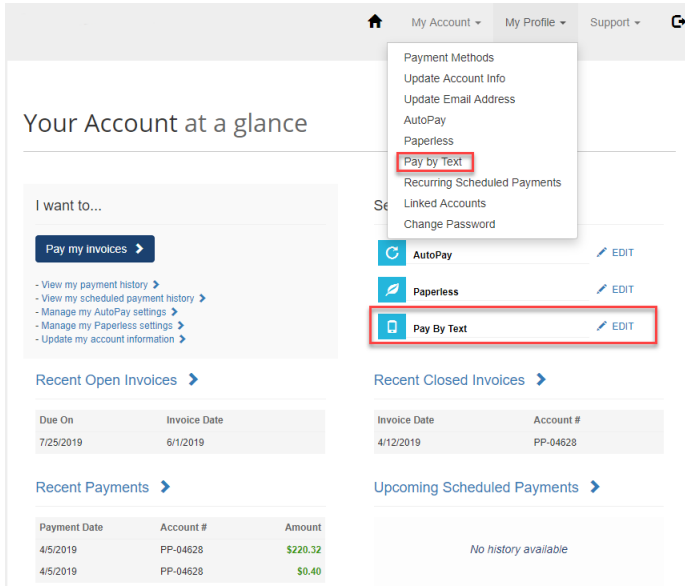 My Account
My Profile
Support
Payment Methods
Update Account Info
Update Email Address
AutoPay
Paperless
Pay by Text
Recurring Scheduled Payments
Linked Accounts
Change Password
Your Account at a glance
I want to...
Pay my invoices
- View my payment history
- View my scheduled payment history
- Manage my AutoPay settings
- Manage my Paperless settings
- Update my account information
AutoPay EDIT
Paperless EDIT
Pay By Text EDIT
Recent Open Invoices
Due On Invoice Date
7/25/2019 6/1/2019
Recent Closed Invoices
Invoice Date Account #
4/12/2019 PP-04628
Recent Payments
Payment Date Account # Amount
4/5/2019 PP-04628 $220.32
4/5/2019 PP-04628 $0.40
Upcoming Scheduled Payments
No history available